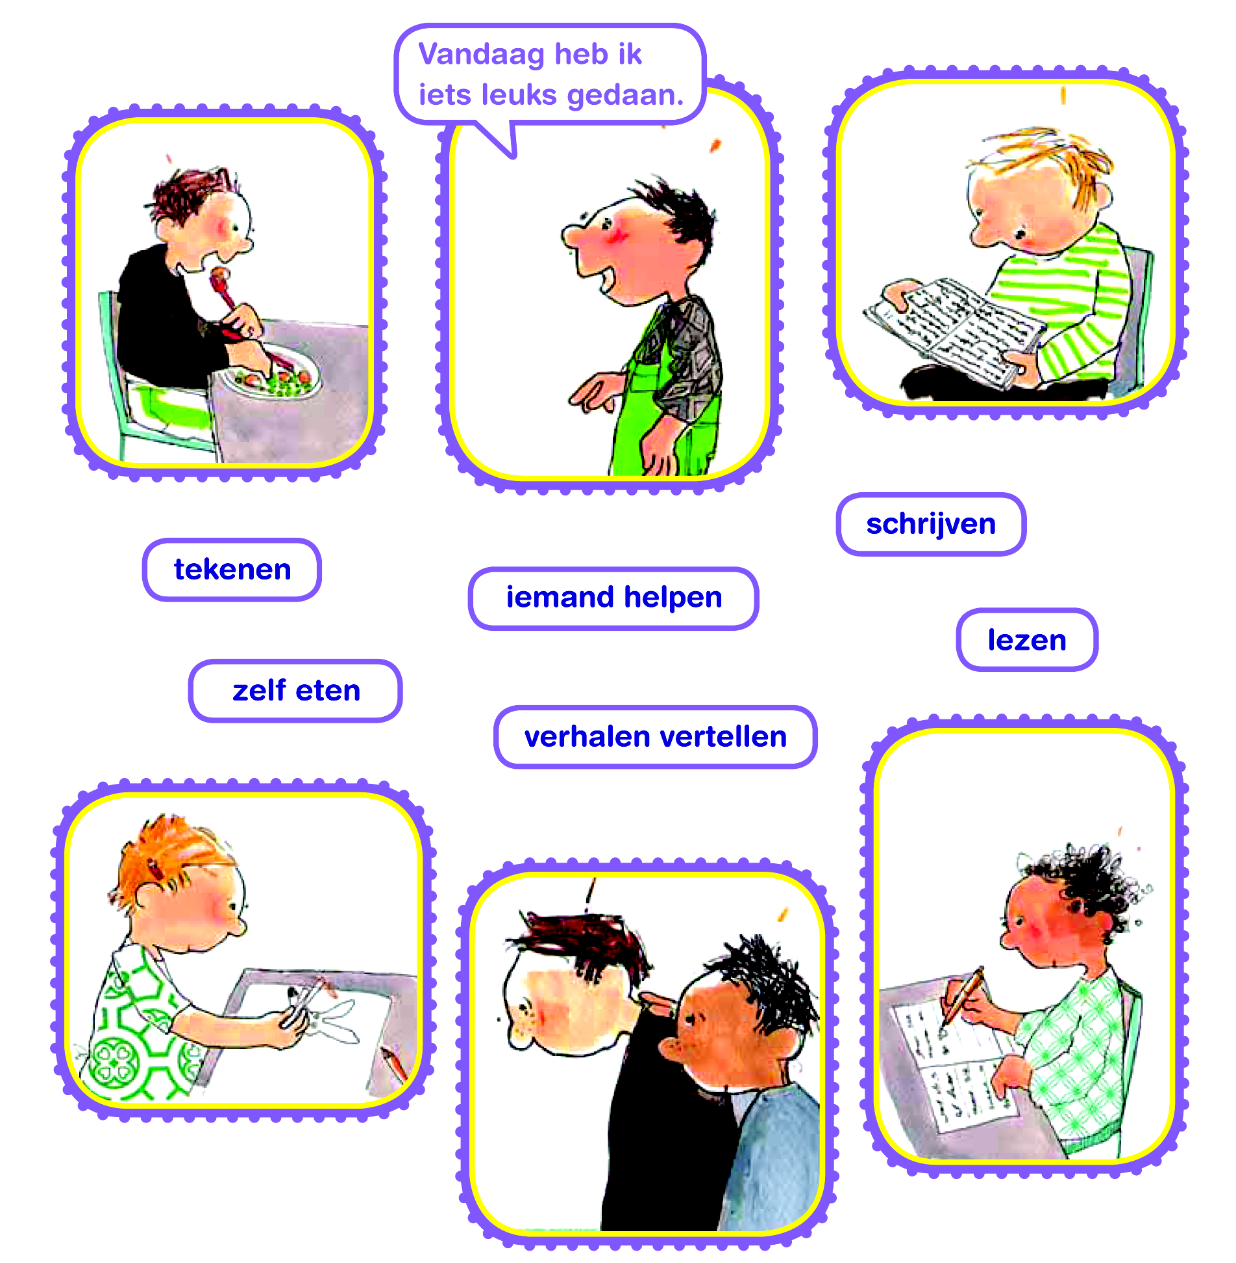 Vandaag heb ik
iets leuks gedaan.
schrijven
tekenen
iemand helpen
lezen
zelf eten
verhalen vertellen